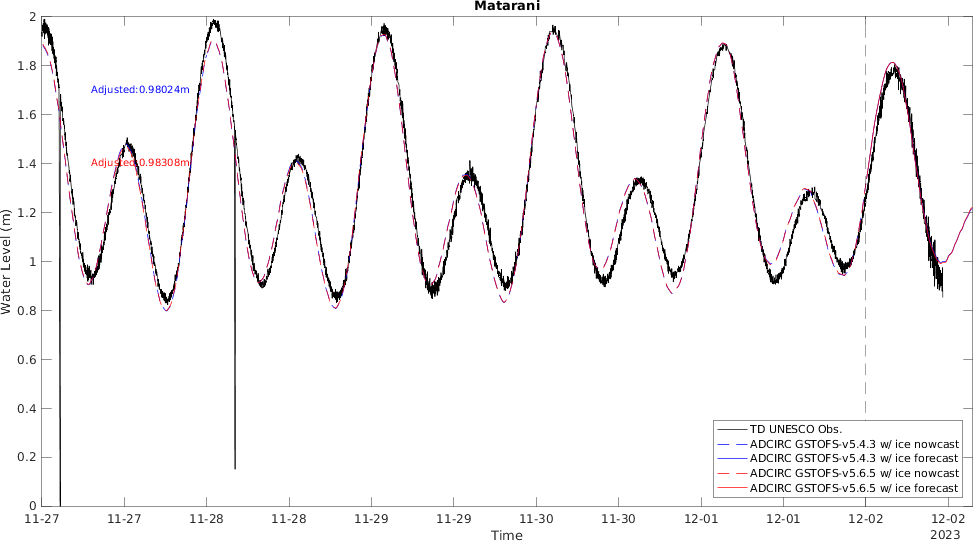 Matarani
2
1.8
1.6
1.4
1.2
1
0.8
0.6
0.4
0.2
0
Water Level (m)
Adjusted:0.98024m
Adjusted:0.98308m
TD UNESCO Obs.
ADCIRC GSTOFS-v5.4.3 w/ ice nowcast
ADCIRC GSTOFS-v5.4.3 w/ ice forecast
ADCIRC GSTOFS-v5.6.5 w/ ice nowcast
ADCIRC GSTOFS-v5.6.5 w/ ice forecast
11-27 11-27 11-28 11-28 11-29 11-29 11-30 11-30 12-01 12-01 12-02 12-02
2023
Time